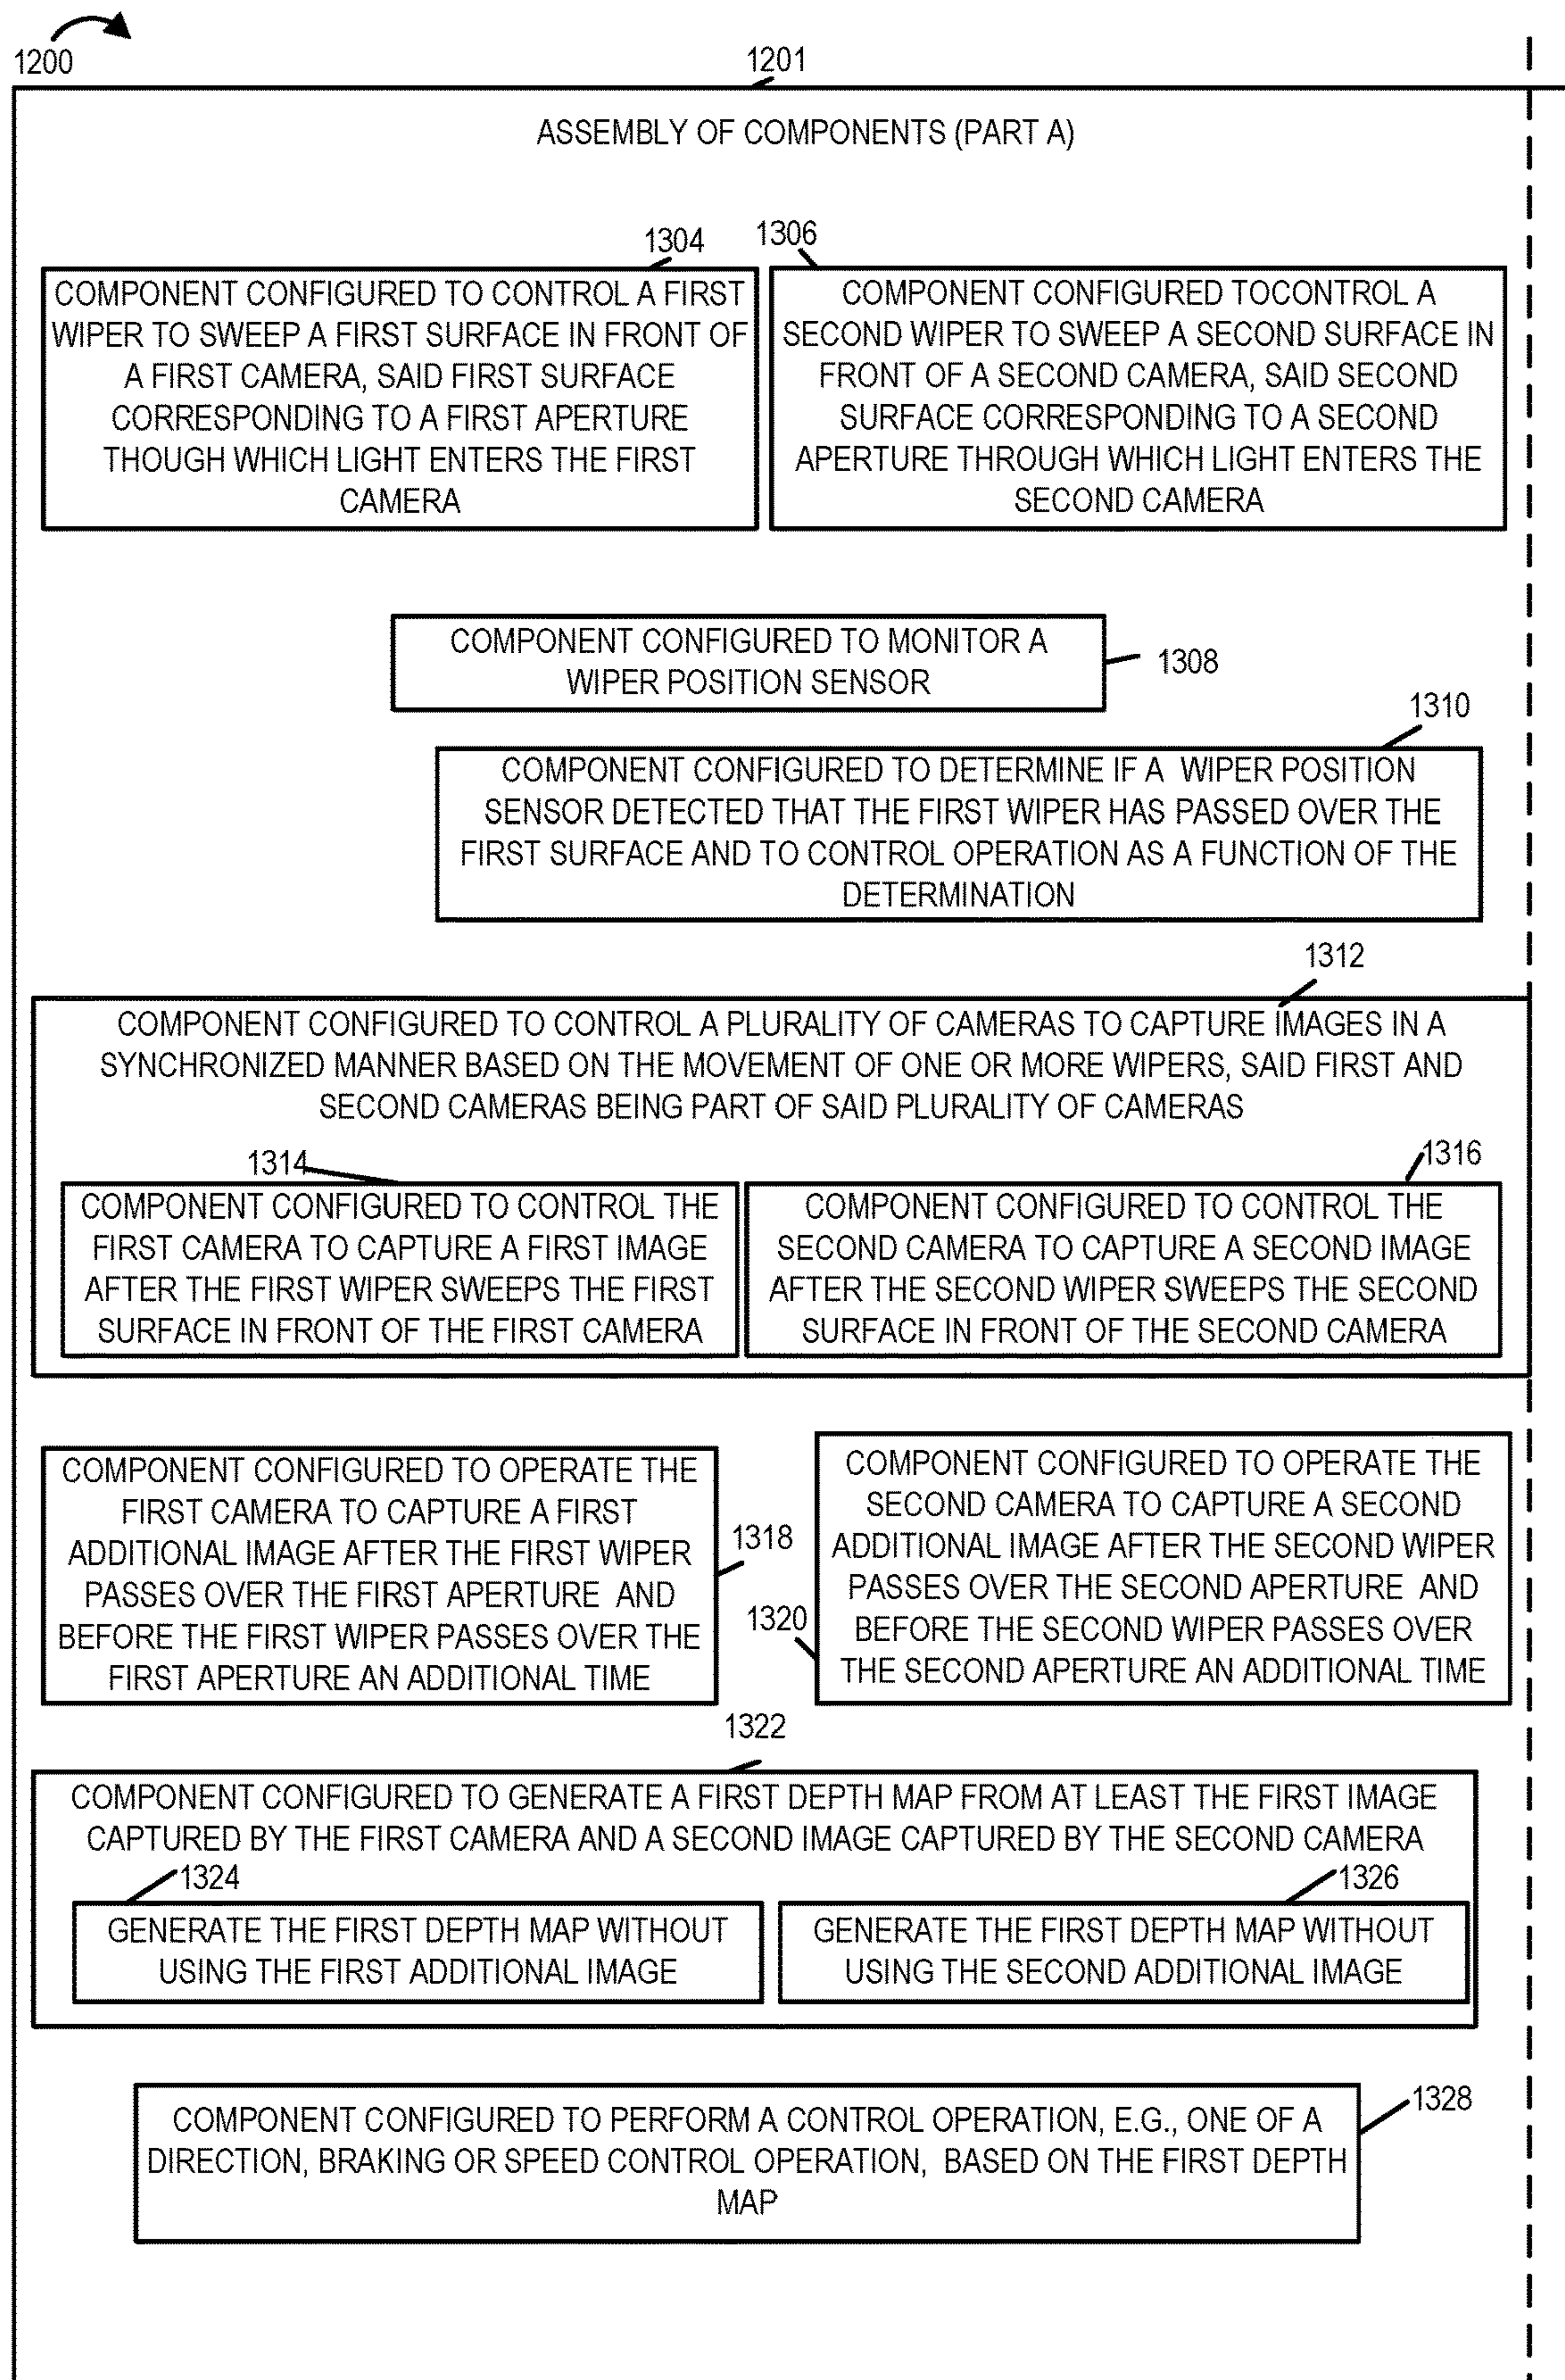 1200
1201
ASSEMBLY OF COMPONENTS (PART A)
1304
COMPONENT CONFIGURED TO CONTROL A FIRST
WIPER TO SWEEP A FIRST SURFACE IN FRONT OF
A FIRST CAMERA, SAID FIRST SURFACE
CORRESPONDING TO A FIRST APERTURE
THOUGH WHICH LIGHT ENTERS THE FIRST
CAMERA
1306
COMPONENT CONFIGURED TOCONTROL A
SECOND WIPER TO SWEEP A SECOND SURFACE IN
FRONT OF A SECOND CAMERA, SAID SECOND
SURFACE CORRESPONDING TO A SECOND
APERTURE THROUGH WHICH LIGHT ENTERS THE
SECOND CAMERA
COMPONENT CONFIGURED TO MONITOR A
WIPER POSITION SENSOR
1308
1310
COMPONENT CONFIGURED TO DETERMINE IF A WIPER POSITION
SENSOR DETECTED THAT THE FIRST WIPER HAS PASSED OVER THE
FIRST SURFACE AND TO CONTROL OPERATION AS A FUNCTION OF THE
DETERMINATION
1312
COMPONENT CONFIGURED TO CONTROL A PLURALITY OF CAMERAS TO CAPTURE IMAGES IN A
SYNCHRONIZED MANNER BASED ON THE MOVEMENT OF ONE OR MORE WIPERS, SAID FIRST AND
SECOND CAMERAS BEING PART OF SAID PLURALITY OF CAMERAS
1314
COMPONENT CONFIGURED TO CONTROL THE
FIRST CAMERA TO CAPTURE A FIRST IMAGE
AFTER THE FIRST WIPER SWEEPS THE FIRST
SURFACE IN FRONT OF THE FIRST CAMERA
1316
COMPONENT CONFIGURED TO CONTROL THE
SECOND CAMERA TO CAPTURE A SECOND IMAGE
AFTER THE SECOND WIPER SWEEPS THE SECOND
SURFACE IN FRONT OF THE SECOND CAMERA
COMPONENT CONFIGURED TO OPERATE THE
FIRST CAMERA TO CAPTURE A FIRST
ADDITIONAL IMAGE AFTER THE FIRST WIPER
PASSES OVER THE FIRST APERTURE AND
BEFORE THE FIRST WIPER PASSES OVER THE
FIRST APERTURE AN ADDITIONAL TIME
1318
1320
COMPONENT CONFIGURED TO OPERATE THE
SECOND CAMERA TO CAPTURE A SECOND
ADDITIONAL IMAGE AFTER THE SECOND WIPER
PASSES OVER THE SECOND APERTURE AND
BEFORE THE SECOND WIPER PASSES OVER
THE SECOND APERTURE AN ADDITIONAL TIME
1322
COMPONENT CONFIGURED TO GENERATE A FIRST DEPTH MAP FROM AT LEAST THE FIRST IMAGE
CAPTURED BY THE FIRST CAMERA AND A SECOND IMAGE CAPTURED BY THE SECOND CAMERA
1324
GENERATE THE FIRST DEPTH MAP WITHOUT
USING THE FIRST ADDITIONAL IMAGE
1326
GENERATE THE FIRST DEPTH MAP WITHOUT
USING THE SECOND ADDITIONAL IMAGE
1328
COMPONENT CONFIGURED TO PERFORM A CONTROL OPERATION, E.G., ONE OF A
DIRECTION, BRAKING OR SPEED CONTROL OPERATION, BASED ON THE FIRST DEPTH
MAP